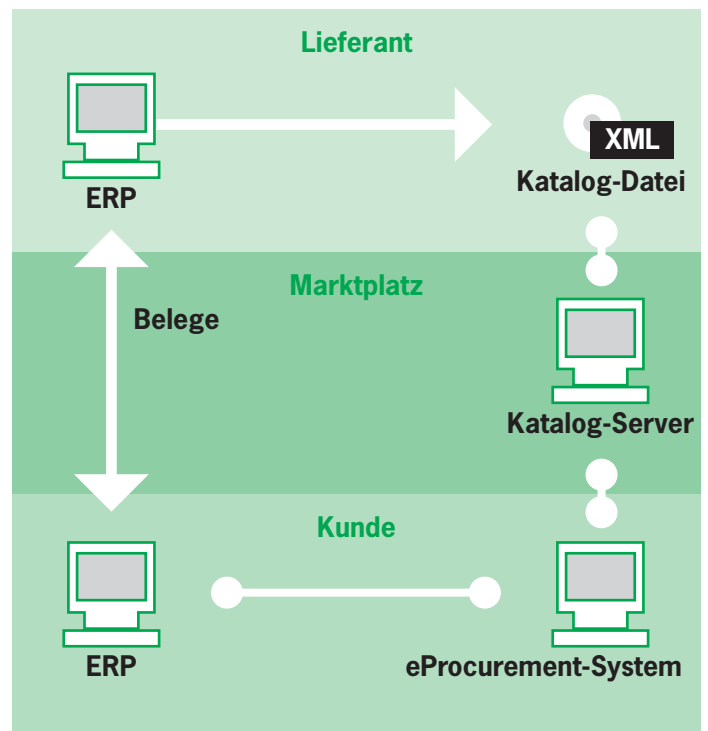 Lieferant
XML
ERP
Katalog-Datei
Marktplatz
Belege
Katalog-Server
Kunde
ERP
eProcurement-System